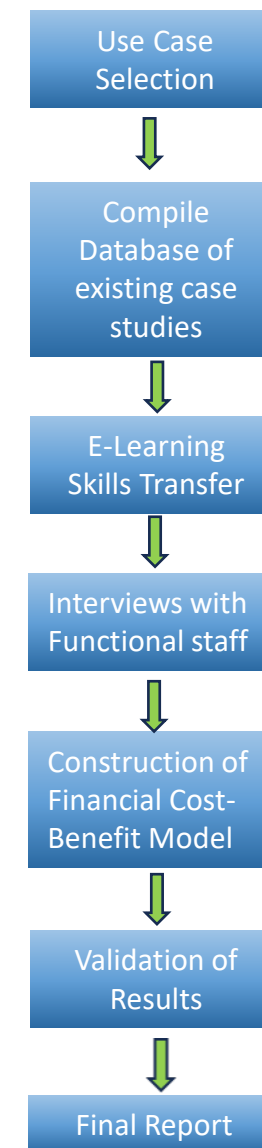 Use Case
Selection
Compile
Database of
existing case
studies
E-Learning
Skills Transfer
Interviews with
Functional staff
Construction of
Financial Cost-
Benefit Model
Validation of
Results
Final Report